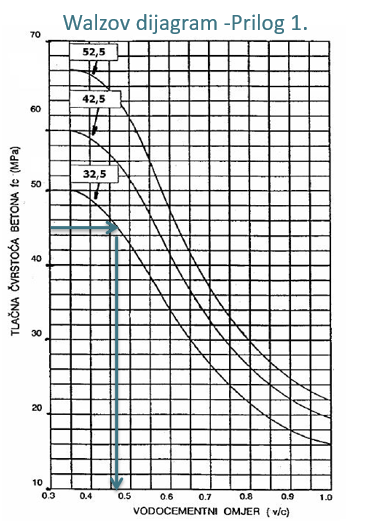 Walzov dijagram -Prilog 1.
70
52,5
60
42,5
50
32,5
40
30
20
10
TLAČNA ČVRSTOĆA BETONA fc (MPa)
0.3 0.4 0.5 0.6 0.7 0.8 0.9 1.0
VODOCEMENTNI OMJER ( v/c)